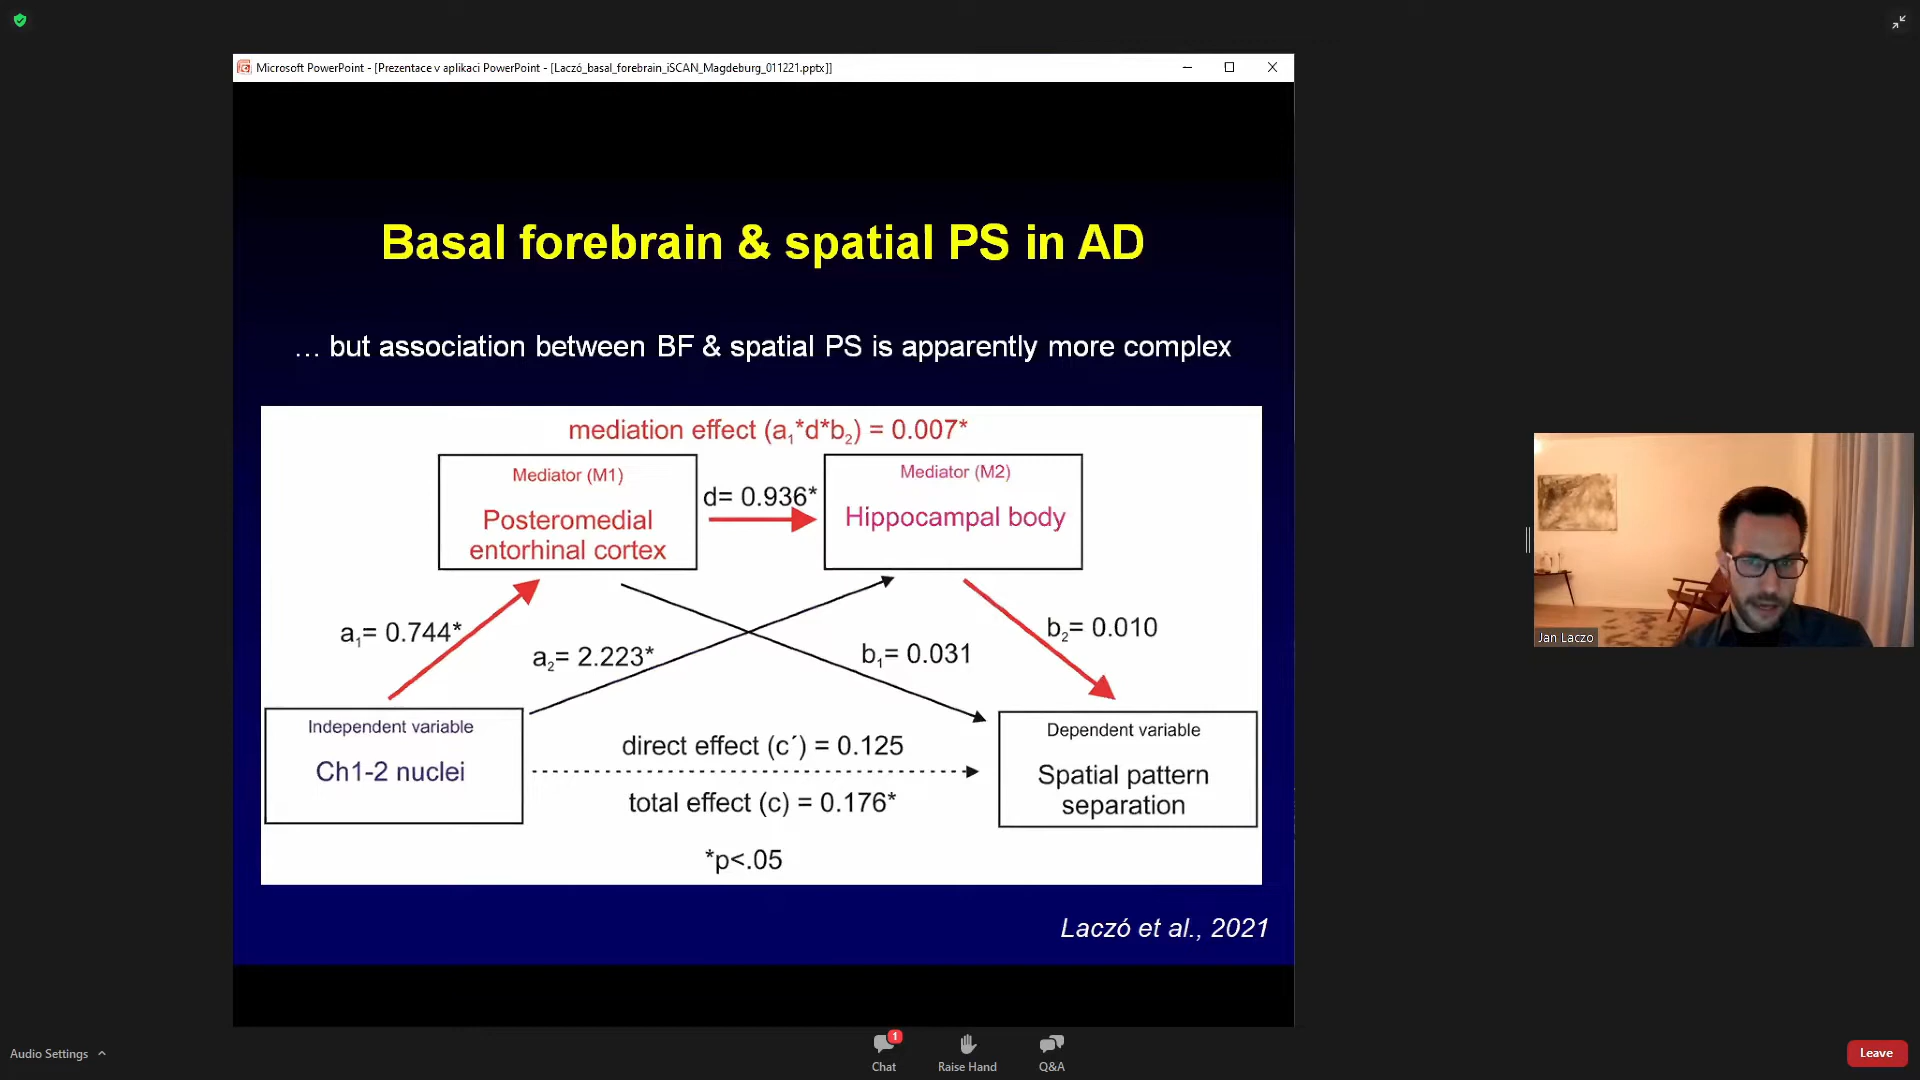 Microsoft PowerPoint - [Prezentace v aplikaci PowerPoint - [Laczó_basal_forebrain_iSCAN_Magdeburg_011221.pptx]]
Basal forebrain & spatial PS in AD
… but association between BF & spatial PS is apparently more complex
mediation effect (a1*d*b2) = 0.007*
Mediator (M1)
Posteromedial
entorhinal cortex
d= 0.936*
Mediator (M2)
Hippocampal body
a1= 0.744*
a2= 2.223*
b1= 0.031
b2= 0.010
Independent variable
Ch1-2 nuclei
direct effect (c´) = 0.125
total effect (c) = 0.176*
Dependent variable
Spatial pattern
separation
*p<.05
Laczó et al., 2021
Jan Laczo
Audio Settings
1
Chat
Raise Hand
Q&A
Leave